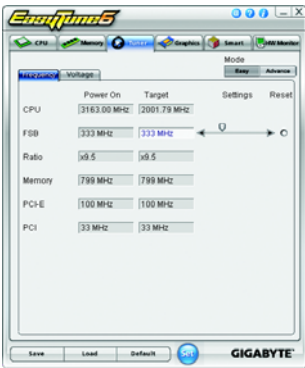 EasyTune6
CPU Memory Tuner Graphics Smart HW Monitor
Mode
Frequency Voltage Easy Advance
Power On Target Settings Reset
CPU 3163.00 MHz 2001.79 MHz
FSB 333 MHz 333 MHz
Ratio x9.5 x9.5
Memory 799 MHz 799 MHz
PCI-E 100 MHz 100 MHz
PCI 33 MHz 33 MHz
Save Load Default Set GIGABYTE